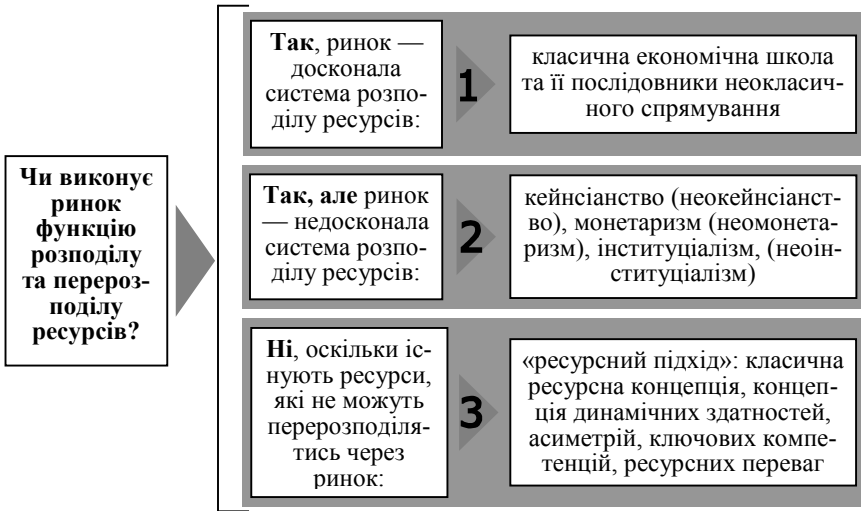 Чи виконує
ринок
функцію
розподілу
та перероз-
поділу
ресурсів?
Так, ринок —
досконала
система розпо-
ділу ресурсів:
1
класична економічна школа
та її послідовники неокласич-
ного спрямування
Так, але ринок
— недосконала
система розпо-
ділу ресурсів:
2
кейнсіанство (неокейнсіанст-
во), монетаризм (неомонета-
ризм), інституціалізм, (неоін-
ституціалізм)
Ні, оскільки іс-
нують ресурси,
які не можуть
перерозподіля-
тись через
ринок:
3
«ресурсний підхід»: класична
ресурсна концепція, концеп-
ція динамічних здатностей,
асиметрій, ключових компе-
тенцій, ресурсних переваг